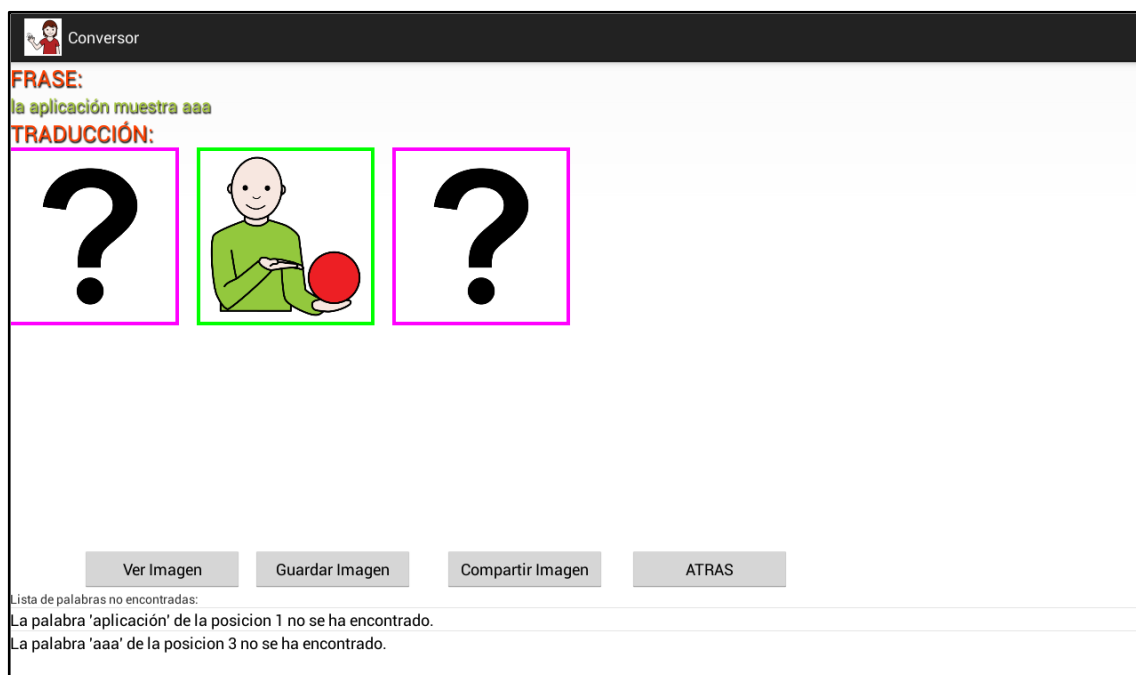 Conversor
FRASE:
la aplicación muestra aaa
TRADUCCIÓN:
? ?
Ver Imagen Guardar Imagen Compartir Imagen ATRAS
Lista de palabras no encontradas:
La palabra 'aplicación' de la posicion 1 no se ha encontrado.
La palabra 'aaa' de la posicion 3 no se ha encontrado.